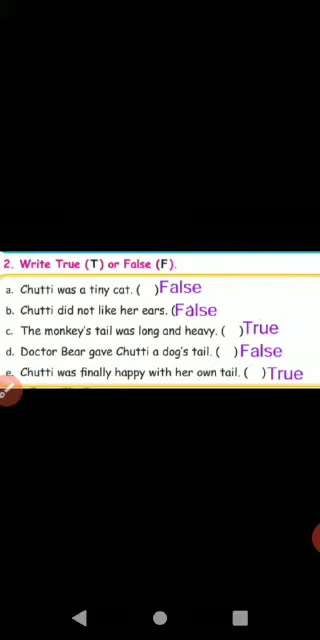 2. Write True (T) or False (F).
a. Chutti was a tiny cat. ( )False
b. Chutti did not like her ears. (False
c. The monkey's tail was long and heavy. ( )True
d. Doctor Bear gave Chutti a dog's tail. ( )False
e. Chutti was finally happy with her own tail. ( )True